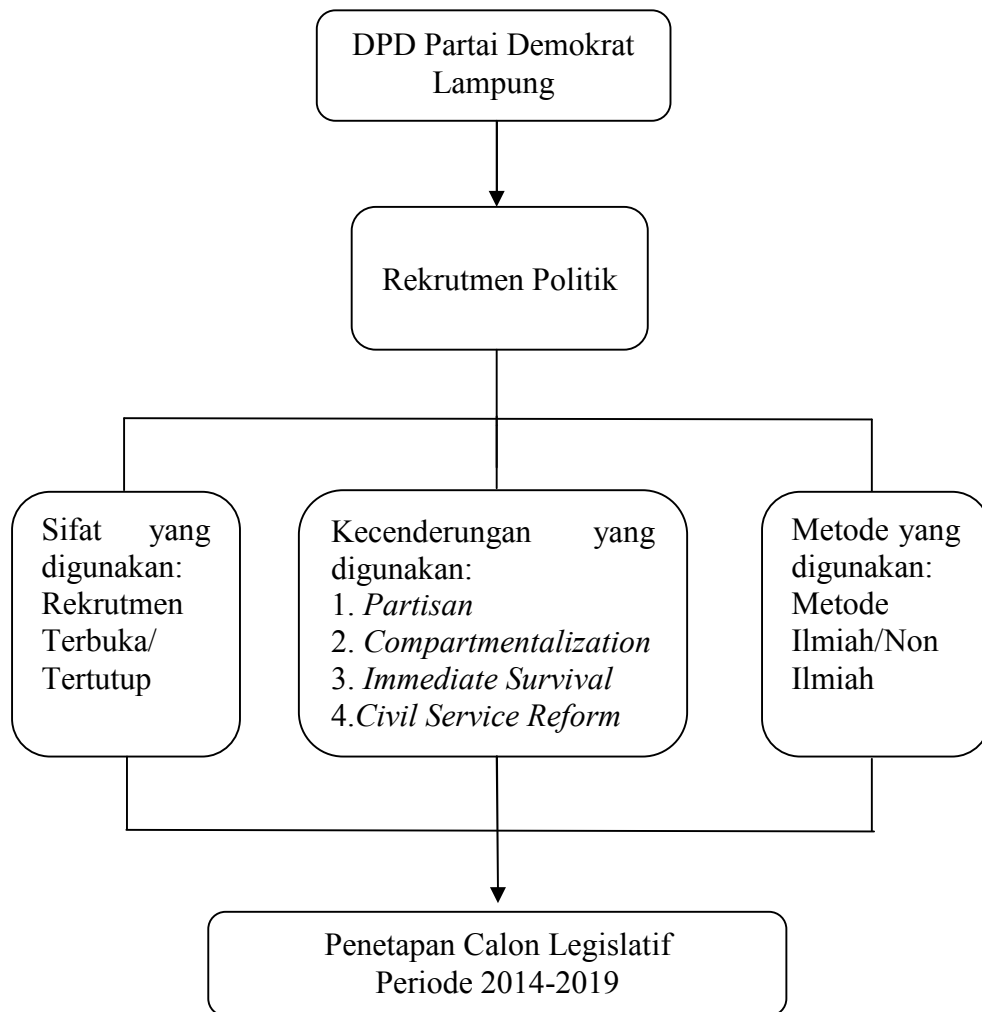 DPD Partai Demokrat
Lampung
Rekrutmen Politik
Sifat yang
digunakan:
Rekrutmen
Terbuka/
Tertutup
Kecenderungan yang
digunakan:
1. Partisan
2. Compartmentalization
3. Immediate Survival
4.Civil Service Reform
Metode yang
digunakan:
Metode
Ilmiah/Non
Ilmiah
Penetapan Calon Legislatif
Periode 2014-2019